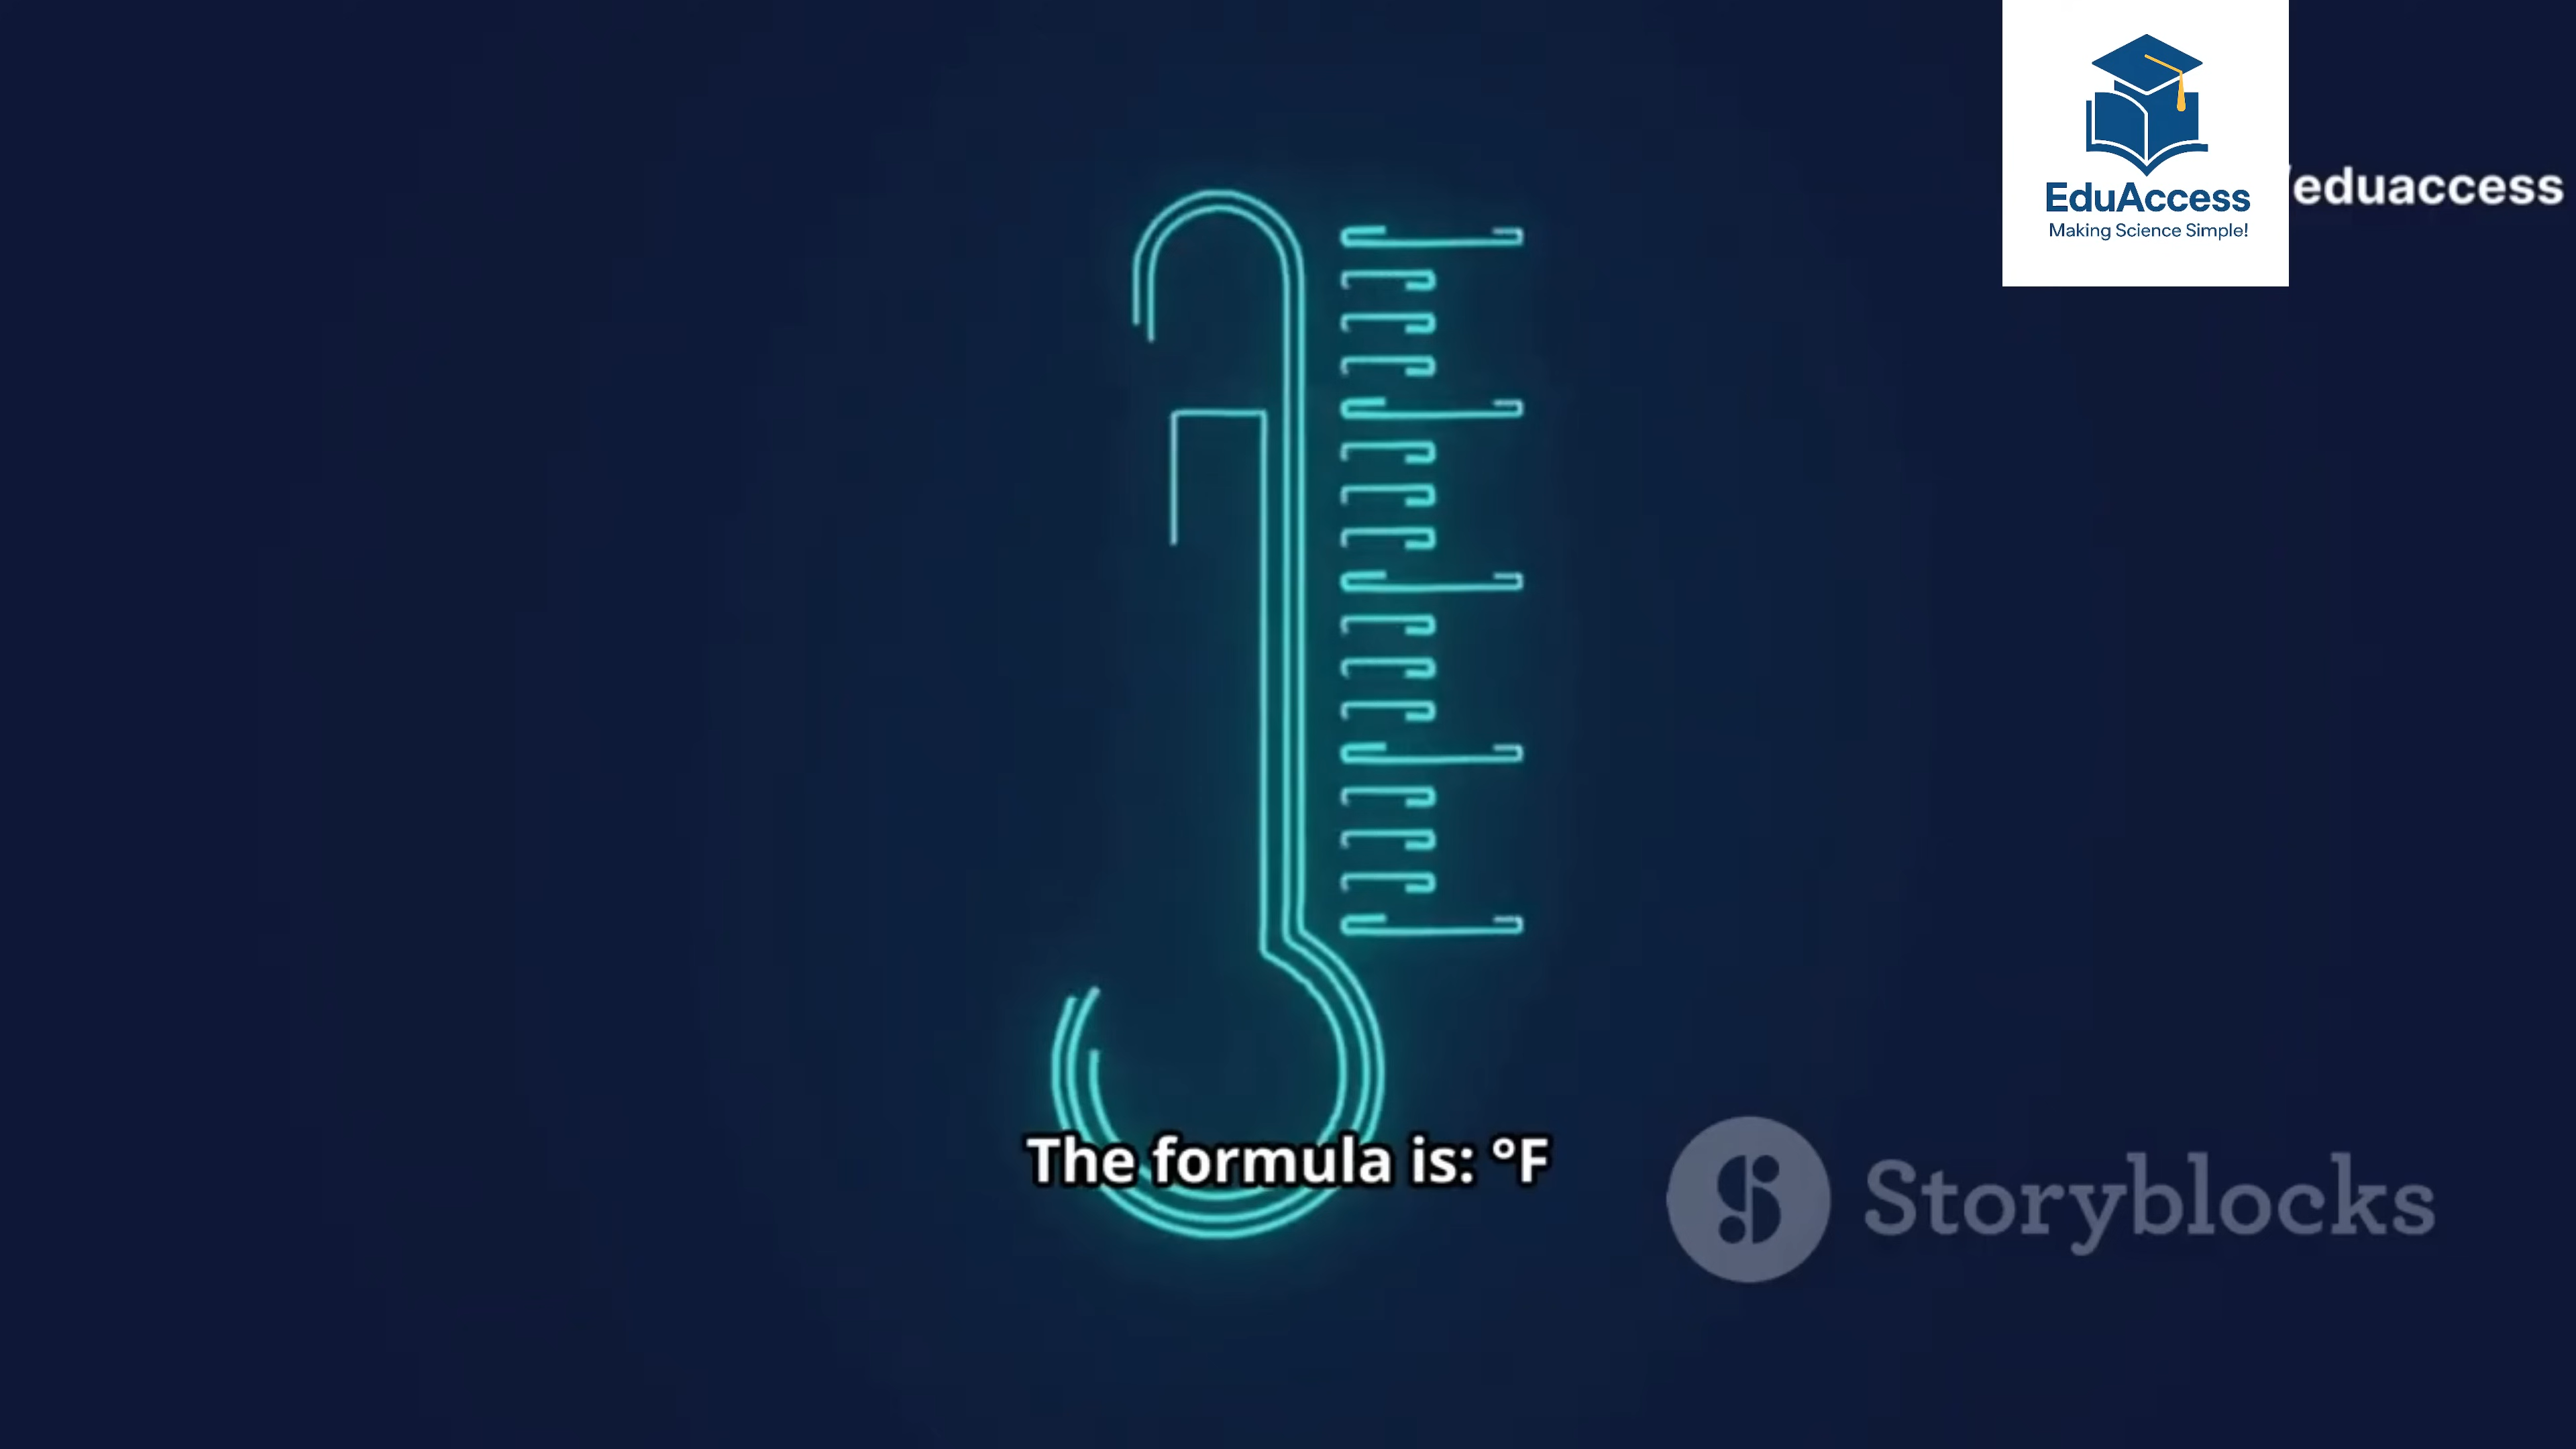 EduAccess
Making Science Simple!
/eduaccess
The formula is: °F
Storyblocks